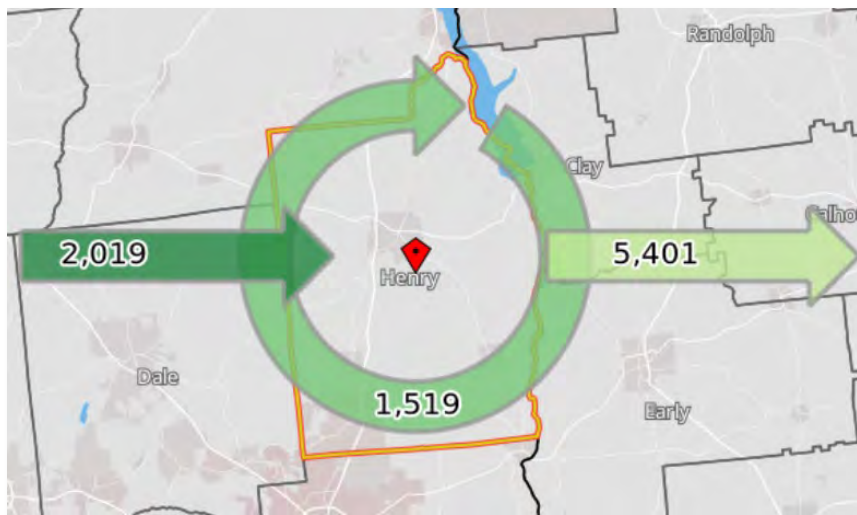 Randolph
Clay
Calho
2,019
5,401
Henry
Dale
1,519
Early